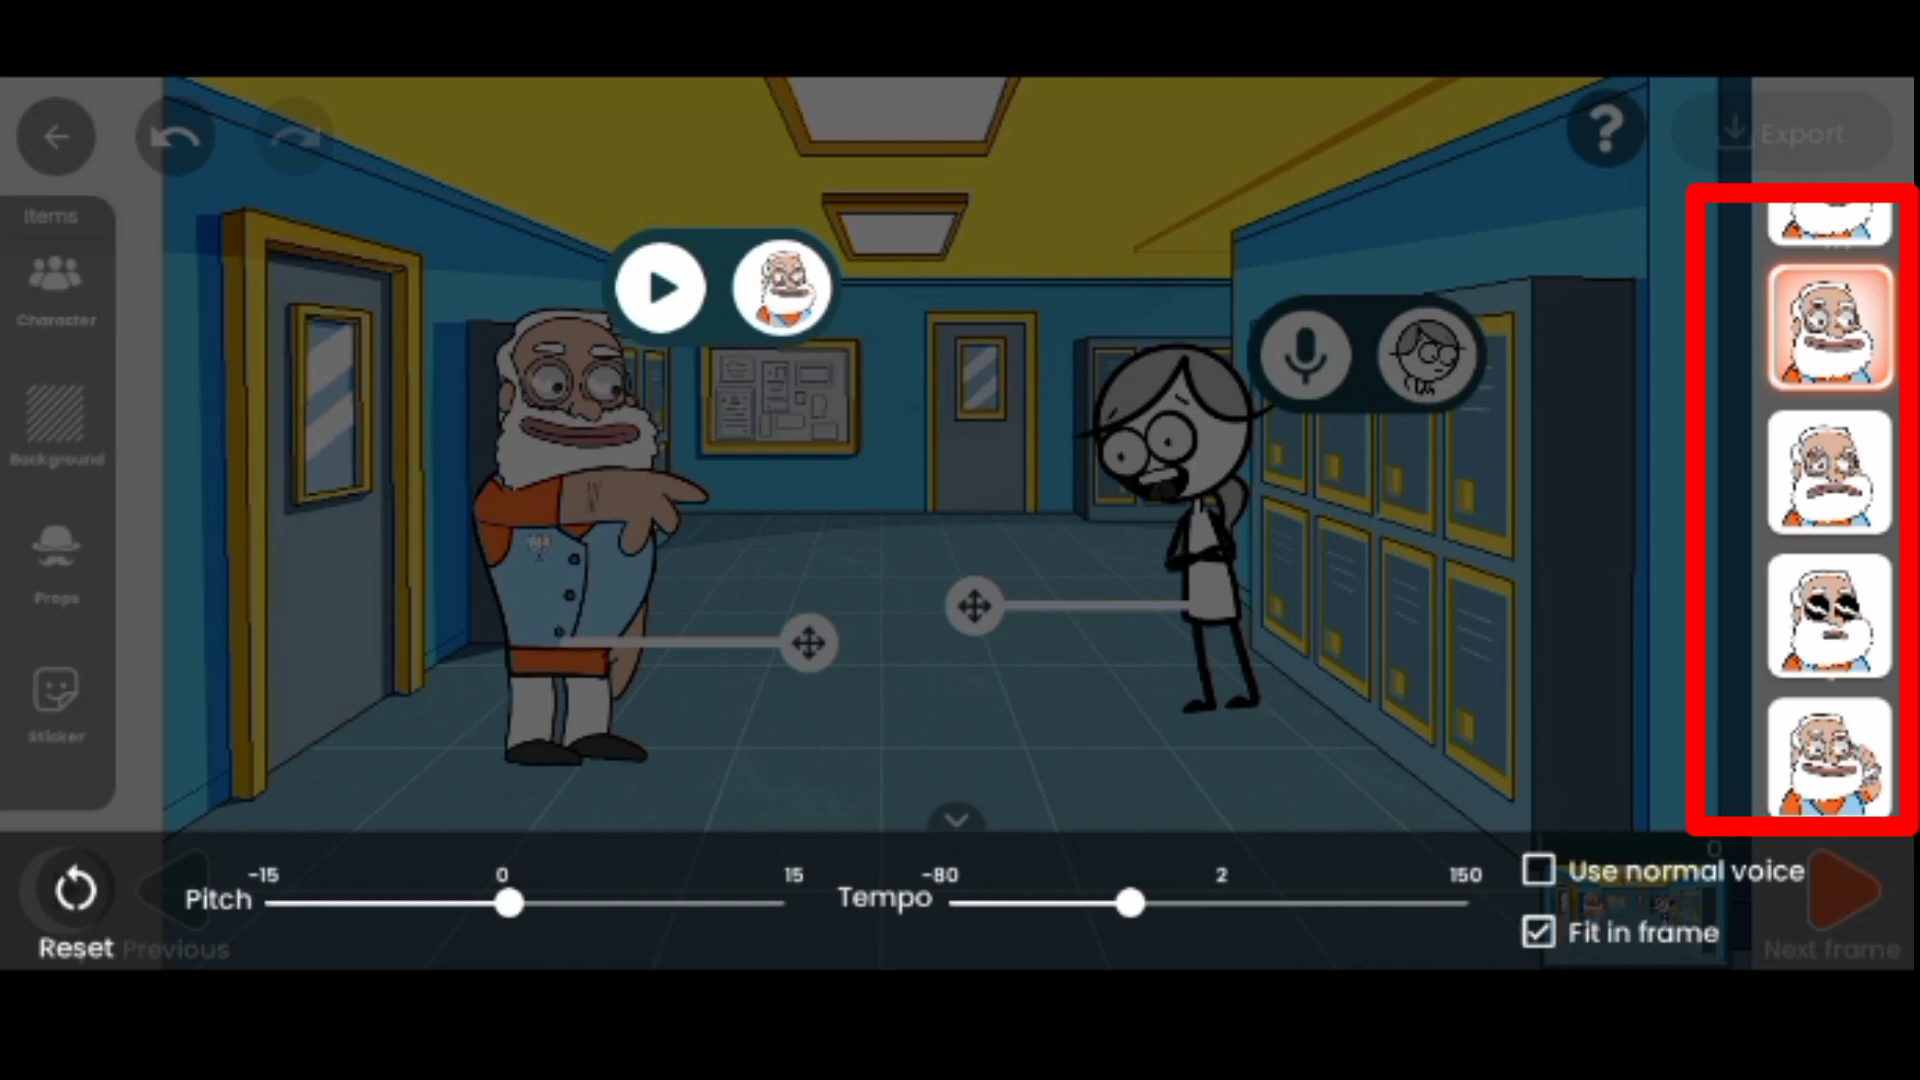 Export
Items
Character
Background
Props
Sticker
-15
0
15
-80
2
150
0
Pitch
Tempo
Use normal voice
Fit in frame
Reset
Previous
Next frame